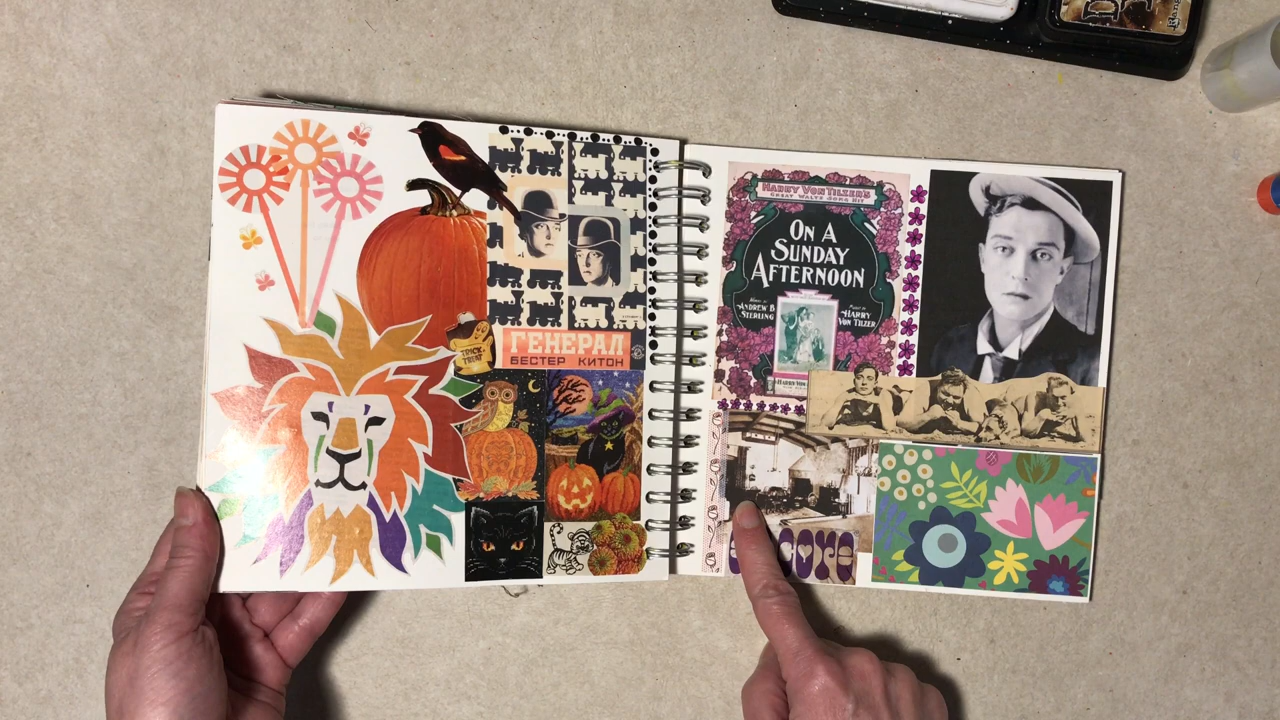 TRICK-
TREAT
ГЕНЕРАЛ
БЕСТЕР КИТОН
HARRY VON TILZER'S
GREAT WALTZ SONG HIT
ON A
SUNDAY
AFTERNOON
ANDREW B
STERLING
HARRY
VON TILZER